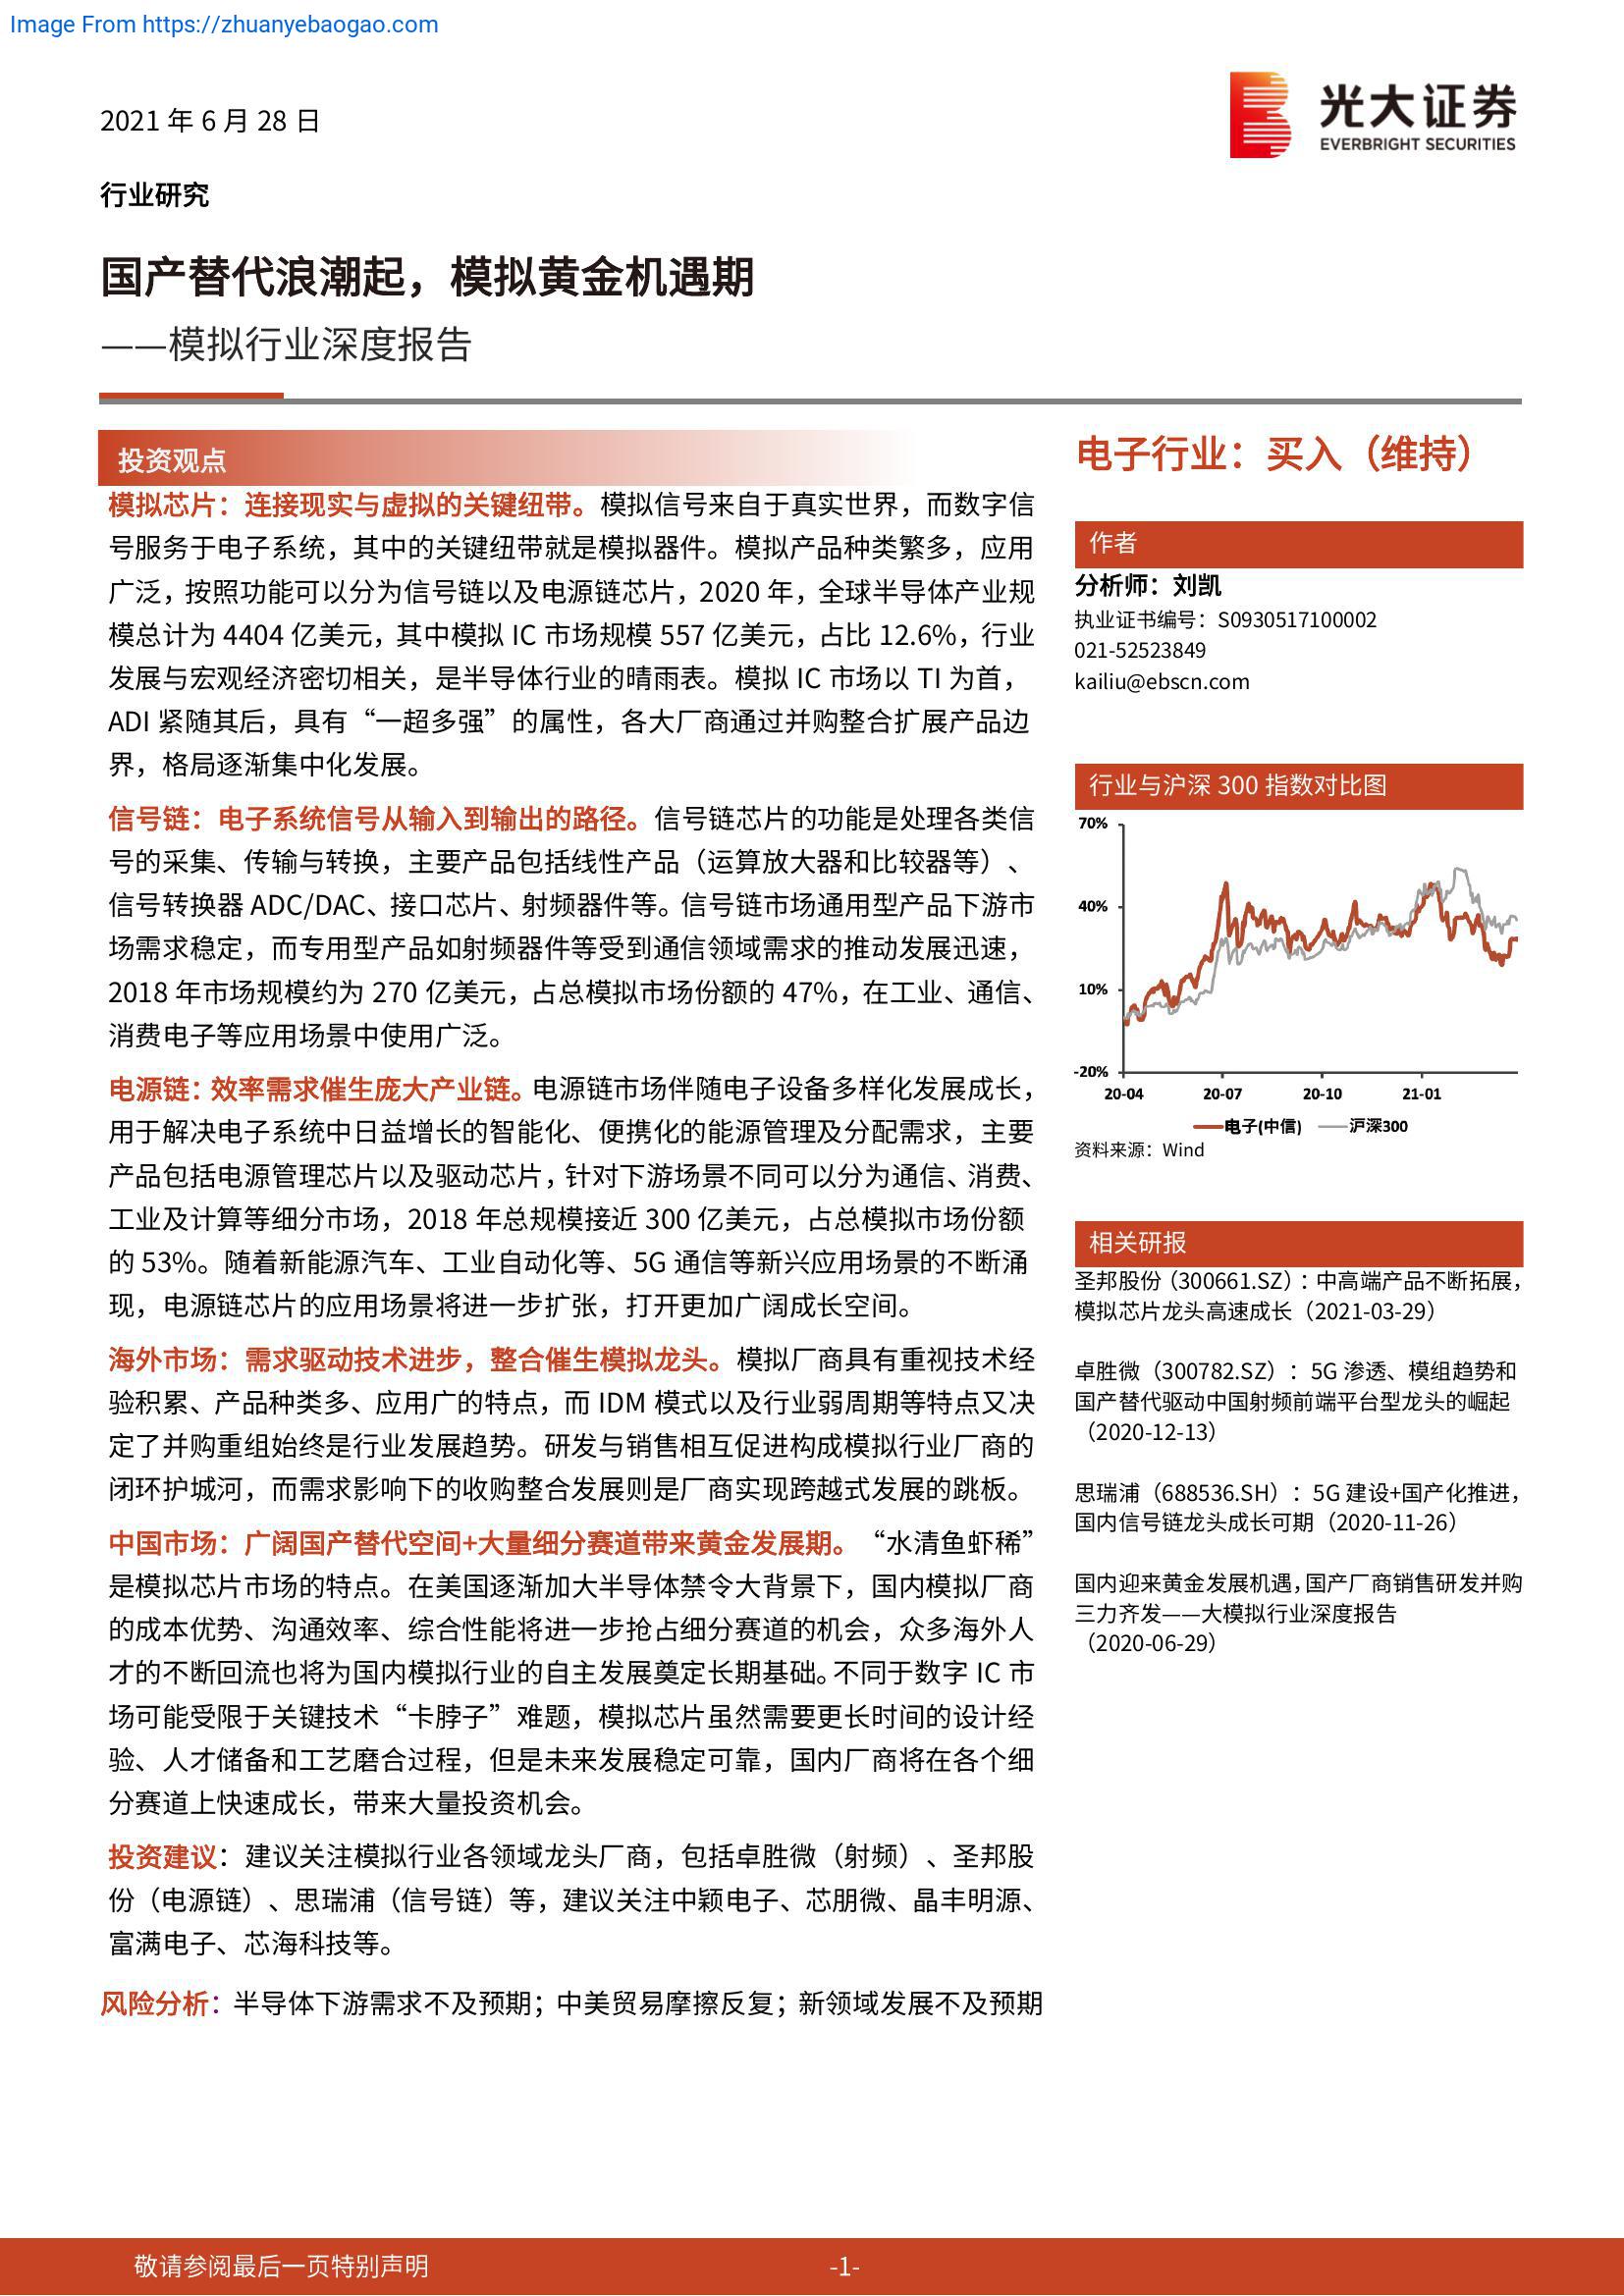 Image From https://zhuanyebaogao.com
2021 年 6 月 28 日
光大证券
EVERBRIGHT SECURITIES
行业研究
国产替代浪潮起，模拟黄金机遇期
——模拟行业深度报告
投资观点
模拟芯片：连接现实与虚拟的关键纽带。模拟信号来自于真实世界，而数字信
号服务于电子系统，其中的关键纽带就是模拟器件。模拟产品种类繁多，应用
广泛，按照功能可以分为信号链以及电源链芯片，2020 年，全球半导体产业规
模总计为 4404 亿美元，其中模拟 IC 市场规模 557 亿美元，占比 12.6%，行业
发展与宏观经济密切相关，是半导体行业的晴雨表。模拟 IC 市场以 TI 为首，
ADI 紧随其后，具有“一超多强”的属性，各大厂商通过并购整合扩展产品边
界，格局逐渐集中化发展。
信号链：电子系统信号从输入到输出的路径。信号链芯片的功能是处理各类信
号的采集、传输与转换，主要产品包括线性产品（运算放大器和比较器等）、
信号转换器 ADC/DAC、接口芯片、射频器件等。信号链市场通用型产品下游市
场需求稳定，而专用型产品如射频器件等受到通信领域需求的推动发展迅速，
2018 年市场规模约为 270 亿美元，占总模拟市场份额的 47%，在工业、通信、
消费电子等应用场景中使用广泛。
电源链：效率需求催生庞大产业链。电源链市场伴随电子设备多样化发展成长，
用于解决电子系统中日益增长的智能化、便携化的能源管理及分配需求，主要
产品包括电源管理芯片以及驱动芯片，针对下游场景不同可以分为通信、消费、
工业及计算等细分市场，2018 年总规模接近 300 亿美元，占总模拟市场份额
的 53%。随着新能源汽车、工业自动化等、5G 通信等新兴应用场景的不断涌
现，电源链芯片的应用场景将进一步扩张，打开更加广阔成长空间。
海外市场：需求驱动技术进步，整合催生模拟龙头。模拟厂商具有重视技术经
验积累、产品种类多、应用广的特点，而 IDM 模式以及行业弱周期等特点又决
定了并购重组始终是行业发展趋势。研发与销售相互促进构成模拟行业厂商的
闭环护城河，而需求影响下的收购整合发展则是厂商实现跨越式发展的跳板。
中国市场：广阔国产替代空间+大量细分赛道带来黄金发展期。“水清鱼虾稀”
是模拟芯片市场的特点。在美国逐渐加大半导体禁令大背景下，国内模拟厂商
的成本优势、沟通效率、综合性能将进一步抢占细分赛道的机会，众多海外人
才的不断回流也将为国内模拟行业的自主发展奠定长期基础。不同于数字 IC 市
场可能受限于关键技术“卡脖子”难题，模拟芯片虽然需要更长时间的设计经
验、人才储备和工艺磨合过程，但是未来发展稳定可靠，国内厂商将在各个细
分赛道上快速成长，带来大量投资机会。
投资建议：建议关注模拟行业各领域龙头厂商，包括卓胜微（射频）、圣邦股
份（电源链）、思瑞浦（信号链）等，建议关注中颖电子、芯朋微、晶丰明源、
富满电子、芯海科技等。
风险分析：半导体下游需求不及预期；中美贸易摩擦反复；新领域发展不及预期
电子行业：买入（维持）
作者
分析师：刘凯
执业证书编号：S0930517100002
021-52523849
kailiu@ebscn.com
行业与沪深 300 指数对比图
70%
40%
10%
-20%
20-04 20-07 20-10 21-01
电子(中信) 沪深300
资料来源：Wind
相关研报
圣邦股份（300661.SZ）：中高端产品不断拓展，
模拟芯片龙头高速成长（2021-03-29）
卓胜微（300782.SZ）：5G 渗透、模组趋势和
国产替代驱动中国射频前端平台型龙头的崛起
（2020-12-13）
思瑞浦（688536.SH）：5G 建设+国产化推进，
国内信号链龙头成长可期（2020-11-26）
国内迎来黄金发展机遇，国产厂商销售研发并购
三力齐发——大模拟行业深度报告
（2020-06-29）
敬请参阅最后一页特别声明
-1-